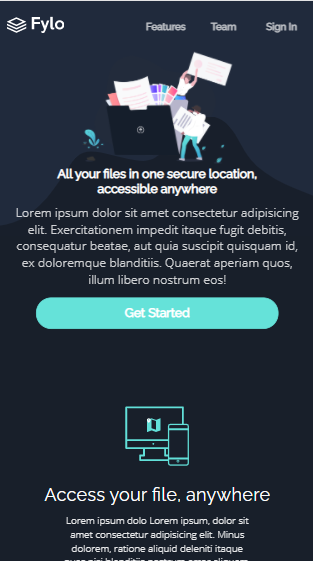 Fylo
Features Team Sign In
All your files in one secure location,
accessible anywhere
Lorem ipsum dolor sit amet consectetur adipisicing
elit. Exercitationem impedit itaque fugit debitis,
consequatur beatae, aut quia suscipit quisquam id,
ex doloremque blanditiis. Quaerat aperiam quos,
illum libero nostrum eos!
Get Started
Access your file, anywhere
Lorem ipsum dolo Lorem ipsum, dolor sit
amet consectetur adipisicing elit. Minus
dolorem, ratione aliquid deleniti itaque